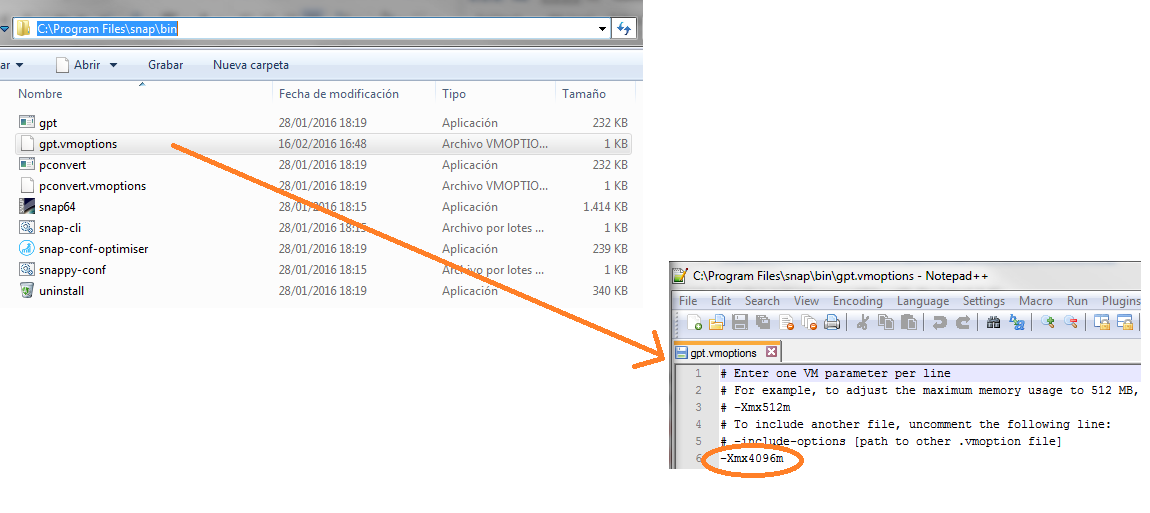 C:\Program Files\snap\bin
ar Abrir Grabar Nueva carpeta
Nombre Fecha de modificación Tipo Tamaño
gpt 28/01/2016 18:19 Aplicación 232 KB
gpt.vmoptions 16/02/2016 16:48 Archivo VMOPTIO... 1 KB
pconvert 28/01/2016 18:19 Aplicación 232 KB
pconvert.vmoptions 28/01/2016 18:19 Archivo VMOPTIO... 1 KB
snap64 28/01/2016 18:15 Aplicación 1.414 KB
snap-cli 28/01/2016 18:15 Archivo por lotes ... 1 KB
snap-conf-optimiser 28/01/2016 18:19 Aplicación 239 KB
snappy-conf 28/01/2016 18:15 Archivo por lotes ... 1 KB
uninstall 28/01/2016 18:19 Aplicación 340 KB
C:\Program Files\snap\bin\gpt.vmoptions - Notepad++
File Edit Search View Encoding Language Settings Macro Run Plugins
gpt.vmoptions
1 # Enter one VM parameter per line
2 # For example, to adjust the maximum memory usage to 512 MB,
3 # -Xmx512m
4 # To include another file, uncomment the following line:
5 # -include-options [path to other .vmoption file]
6 -Xmx4096m